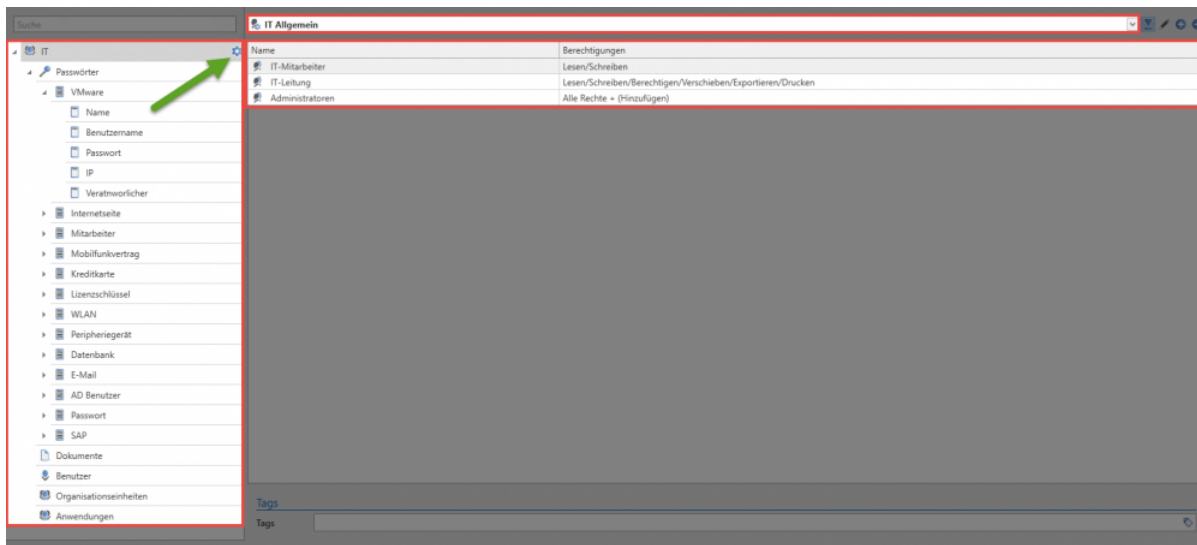 Suche
IT Allgemein
IT
Name Berechtigungen
IT-Mitarbeiter Lesen/Schreiben
IT-Leitung Lesen/Schreiben/Berechtigen/Verschieben/Exportieren/Drucken
Administratoren Alle Rechte + (Hinzufügen)
Passwörter
VMware
Name
Benutzername
Passwort
IP
Veratnworlicher
Internetseite
Mitarbeiter
Mobilfunkvertrag
Kreditkarte
Lizenzschlüssel
WLAN
Peripheriegerät
Datenbank
E-Mail
AD Benutzer
Passwort
SAP
Dokumente
Benutzer
Organisationseinheiten
Anwendungen
Tags
Tags